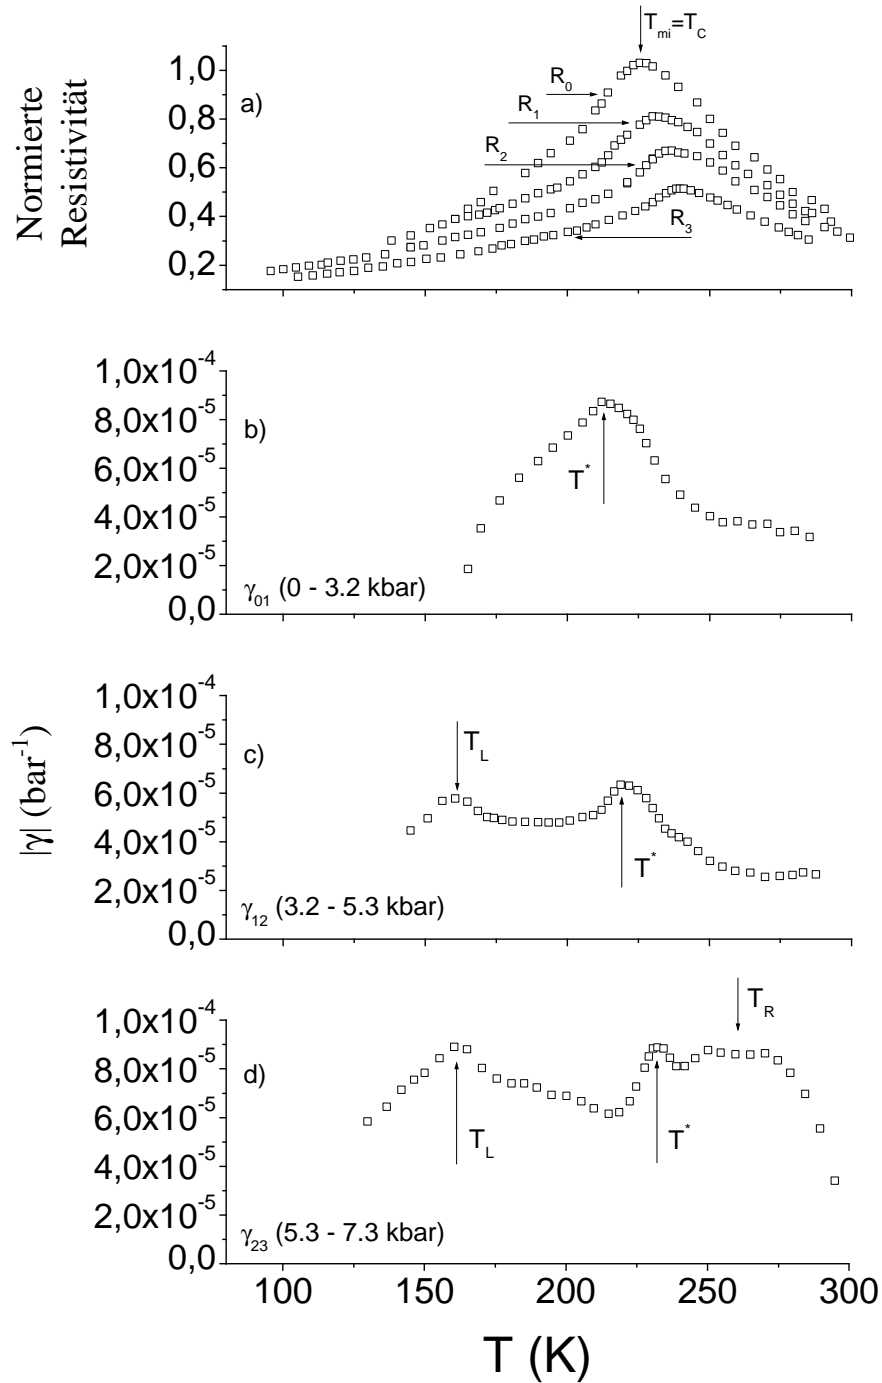 Normierte
Resistivität
T_mi=T_C
a)
R_0
R_1
R_2
R_3
1,0
0,8
0,6
0,4
0,2
100 150 200 250 300
b)
1,0x10^-4
8,0x10^-5
6,0x10^-5
4,0x10^-5
2,0x10^-5
0,0
T^*
γ_01 (0 - 3.2 kbar)
|γ| (bar^-1)
c)
1,0x10^-4
8,0x10^-5
6,0x10^-5
4,0x10^-5
2,0x10^-5
0,0
T_L
T^*
γ_12 (3.2 - 5.3 kbar)
d)
1,0x10^-4
8,0x10^-5
6,0x10^-5
4,0x10^-5
2,0x10^-5
0,0
T_R
T_L
T^*
γ_23 (5.3 - 7.3 kbar)
100 150 200 250 300
T (K)